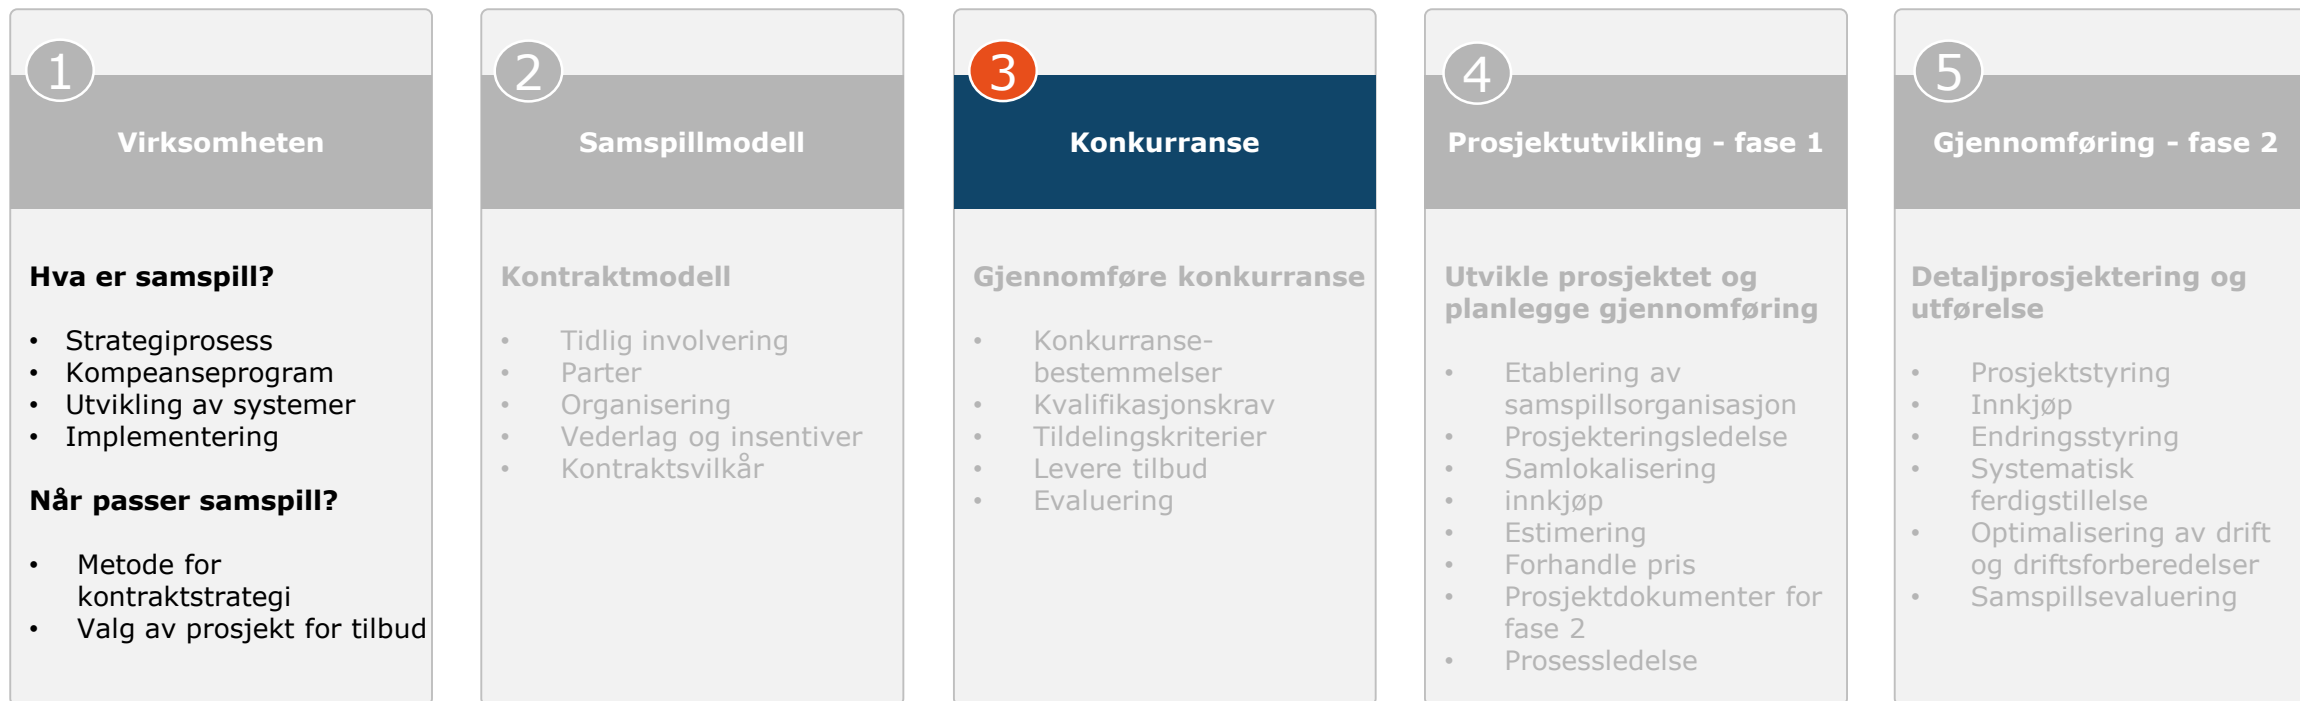 1
Virksomheten
Hva er samspill?
• Strategiprosess
• Kompeanseprogram
• Utvikling av systemer
• Implementering
Når passer samspill?
• Metode for
kontraktstrategi
• Valg av prosjekt for tilbud
2
Samspillmodell
Kontraktmodell
• Tidlig involvering
• Parter
• Organisering
• Vederlag og insentiver
• Kontraktsvilkår
3
Konkurranse
Gjennomføre konkurranse
• Konkurranse-
bestemmelser
• Kvalifikasjonskrav
• Tildelingskriterier
• Levere tilbud
• Evaluering
4
Prosjektutvikling - fase 1
Utvikle prosjektet og
planlegge gjennomføring
• Etablering av
samspillsorganisasjon
• Prosjekteringsledelse
• Samlokalisering
• innkjøp
• Estimering
• Forhandle pris
• Prosjektdokumenter for
fase 2
• Prosessledelse
5
Gjennomføring - fase 2
Detaljprosjektering og
utførelse
• Prosjektstyring
• Innkjøp
• Endringsstyring
• Systematisk
ferdigstillelse
• Optimalisering av drift
og driftsforberedelser
• Samspillsevaluering